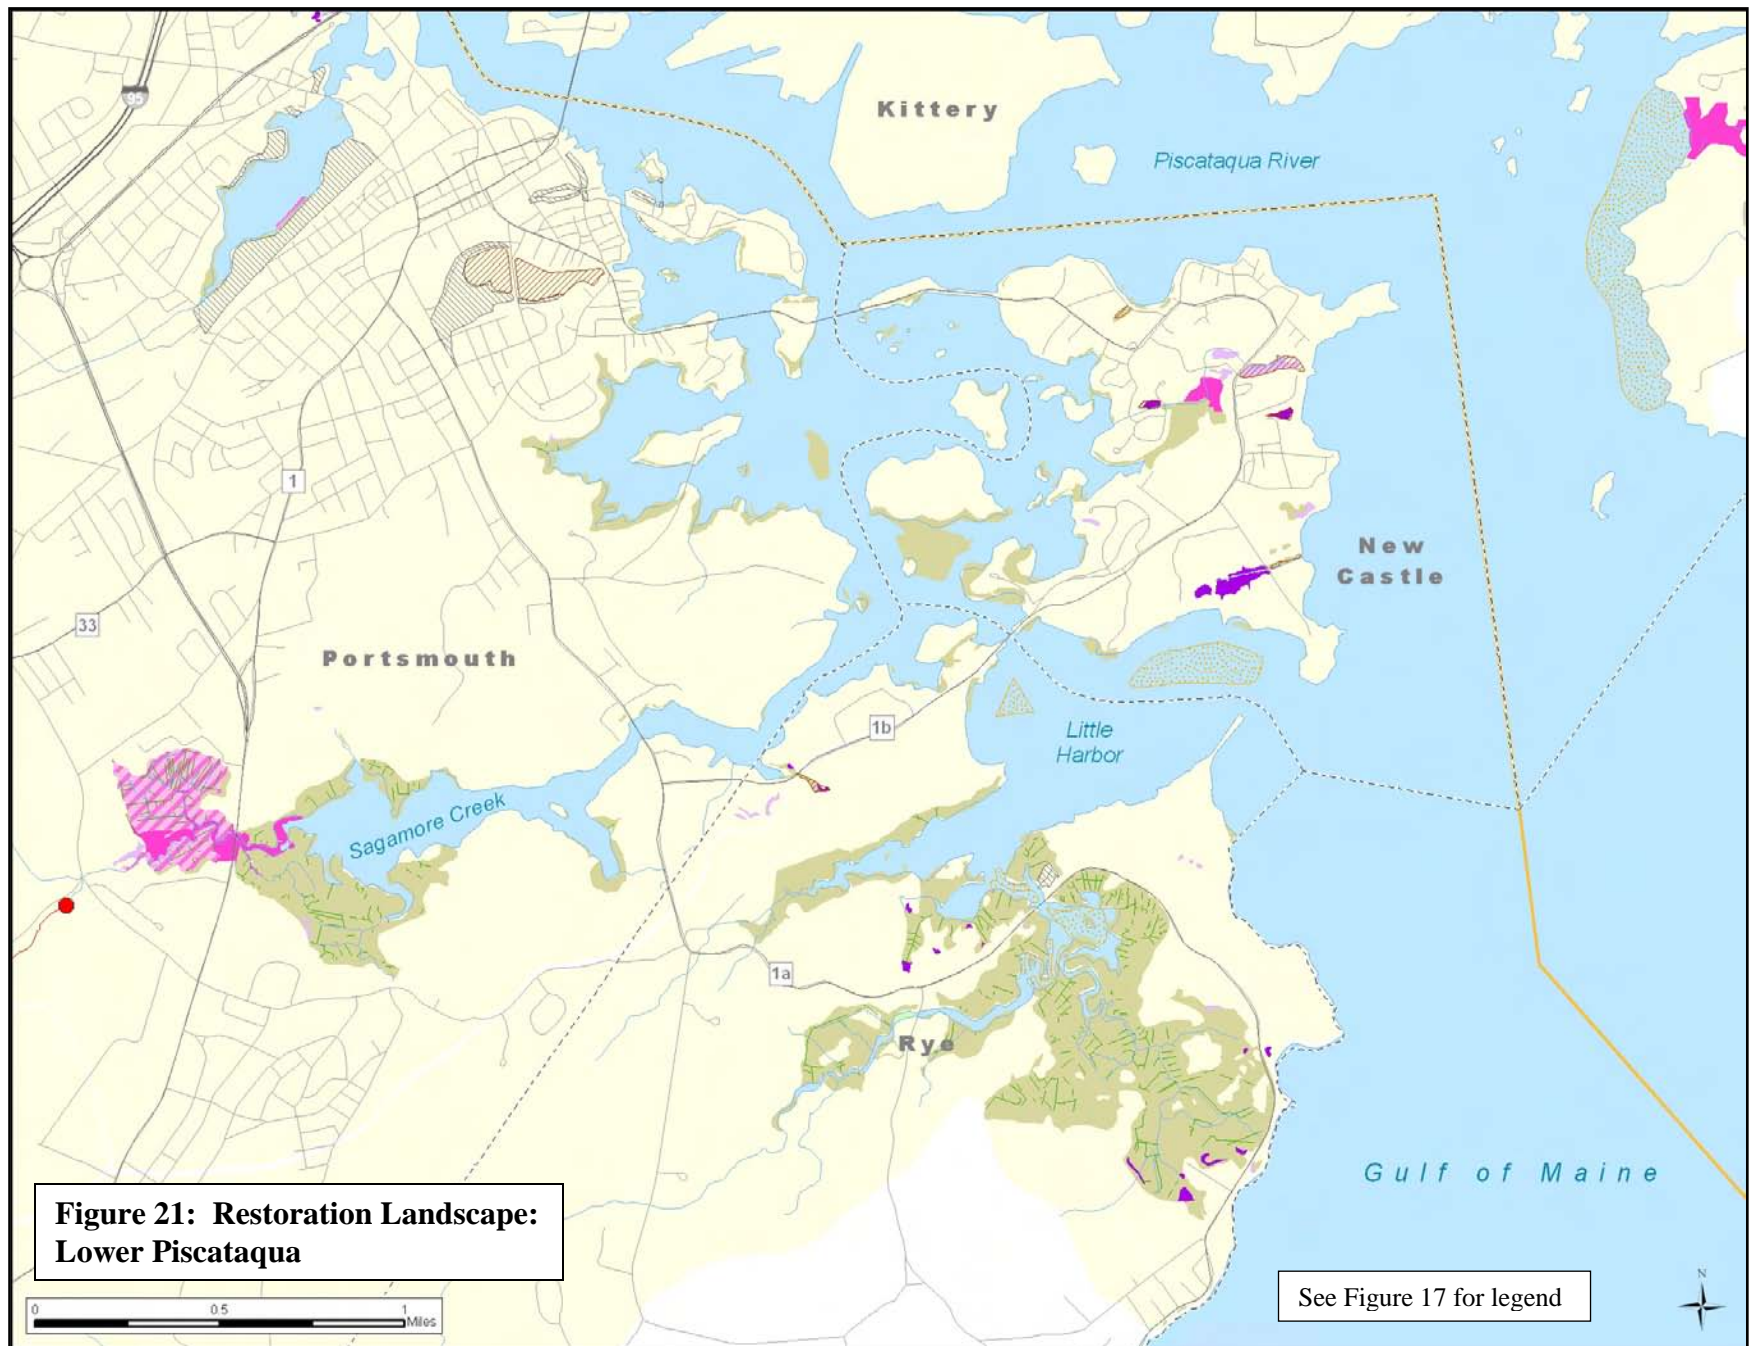 95
Kittery
Piscataqua River
1
New
Castle
33
Portsmouth
1b
Little
Harbor
Sagamore Creek
1a
Rye
Gulf of Maine
Figure 21: Restoration Landscape:
Lower Piscataqua
See Figure 17 for legend
N
0 0.5 1
Miles